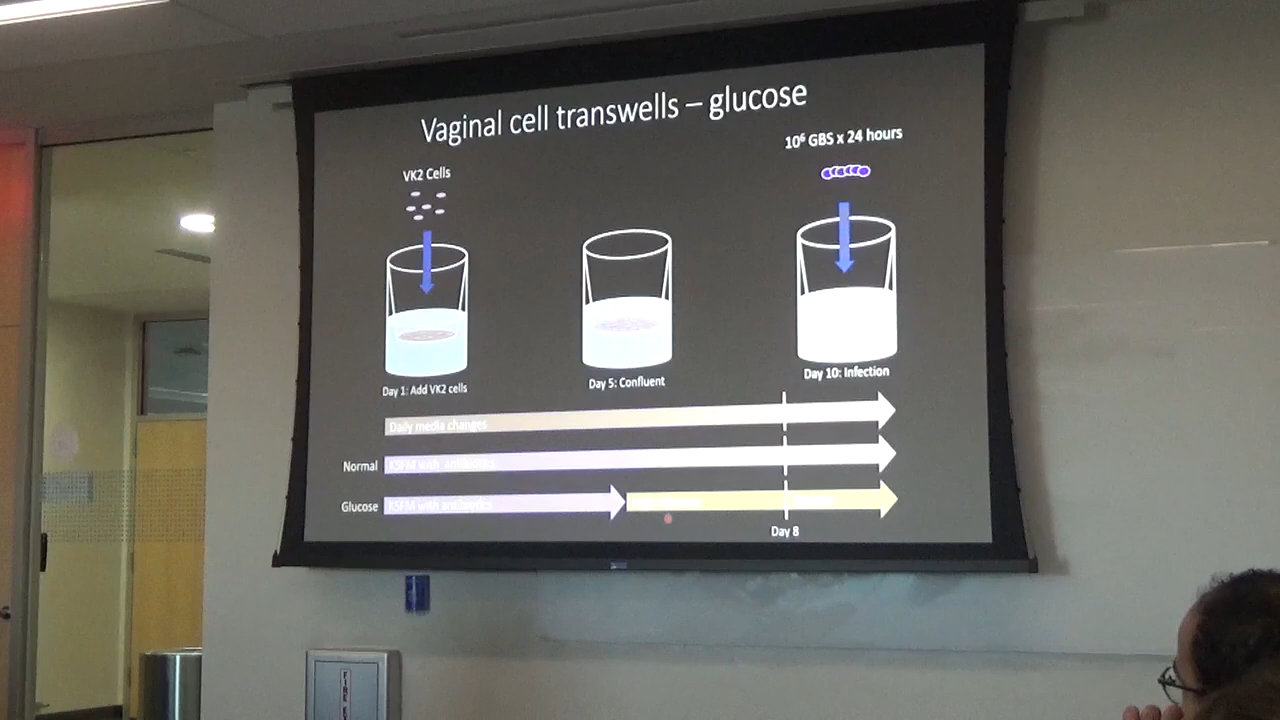 Vaginal cell transwells – glucose
10⁶ GBS x 24 hours
VK2 Cells
Day 1: Add VK2 cells
Day 5: Confluent
Day 10: Infection
Daily media changes
Normal
KSFM with antibiotics
Glucose
KSFM with antibiotics
Day 8
FIRE